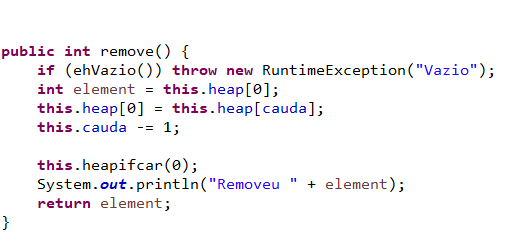 public int remove() {
    if (ehVazio()) throw new RuntimeException("Vazio");
    int element = this.heap[0];
    this.heap[0] = this.heap[cauda];
    this.cauda -= 1;

    this.heapifcar(0);
    System.out.println("Removeu " + element);
    return element;
}